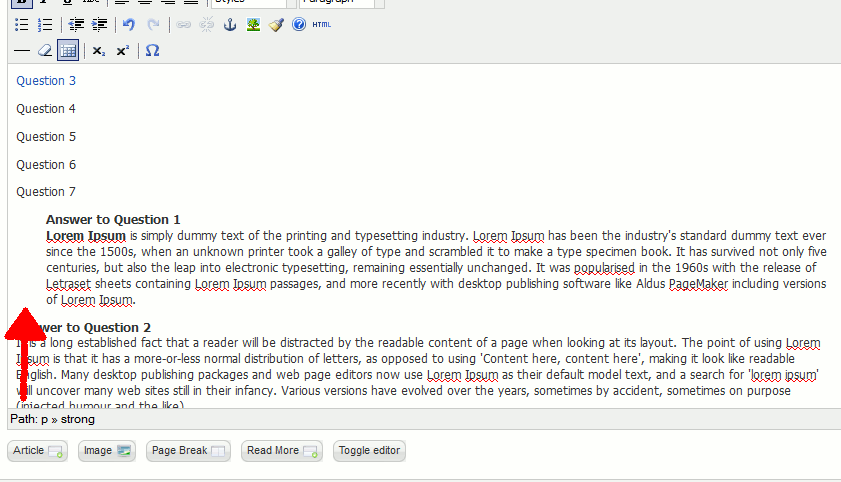 HTML
Question 3
Question 4
Question 5
Question 6
Question 7
Answer to Question 1
Lorem Ipsum is simply dummy text of the printing and typesetting industry. Lorem Ipsum has been the industry's standard dummy text ever
since the 1500s, when an unknown printer took a galley of type and scrambled it to make a type specimen book. It has survived not only five
centuries, but also the leap into electronic typesetting, remaining essentially unchanged. It was popularised in the 1960s with the release of
Letraset sheets containing Lorem Ipsum passages, and more recently with desktop publishing software like Aldus PageMaker including versions
of Lorem Ipsum.
to Question 2
a long established fact that a reader will be distracted by the readable content of a page when looking at its layout. The point of using Lorem
is that it has a more-or-less normal distribution of letters, as opposed to using 'Content here, content here', making it look like readable
English. Many desktop publishing packages and web page editors now use Lorem Ipsum as their default model text, and a search for 'lorem ipsum'
will uncover many web sites still in their infancy. Various versions have evolved over the years, sometimes by accident, sometimes on purpose
(injected humour and the like).
Path: p » strong
Article Image Page Break Read More Toggle editor